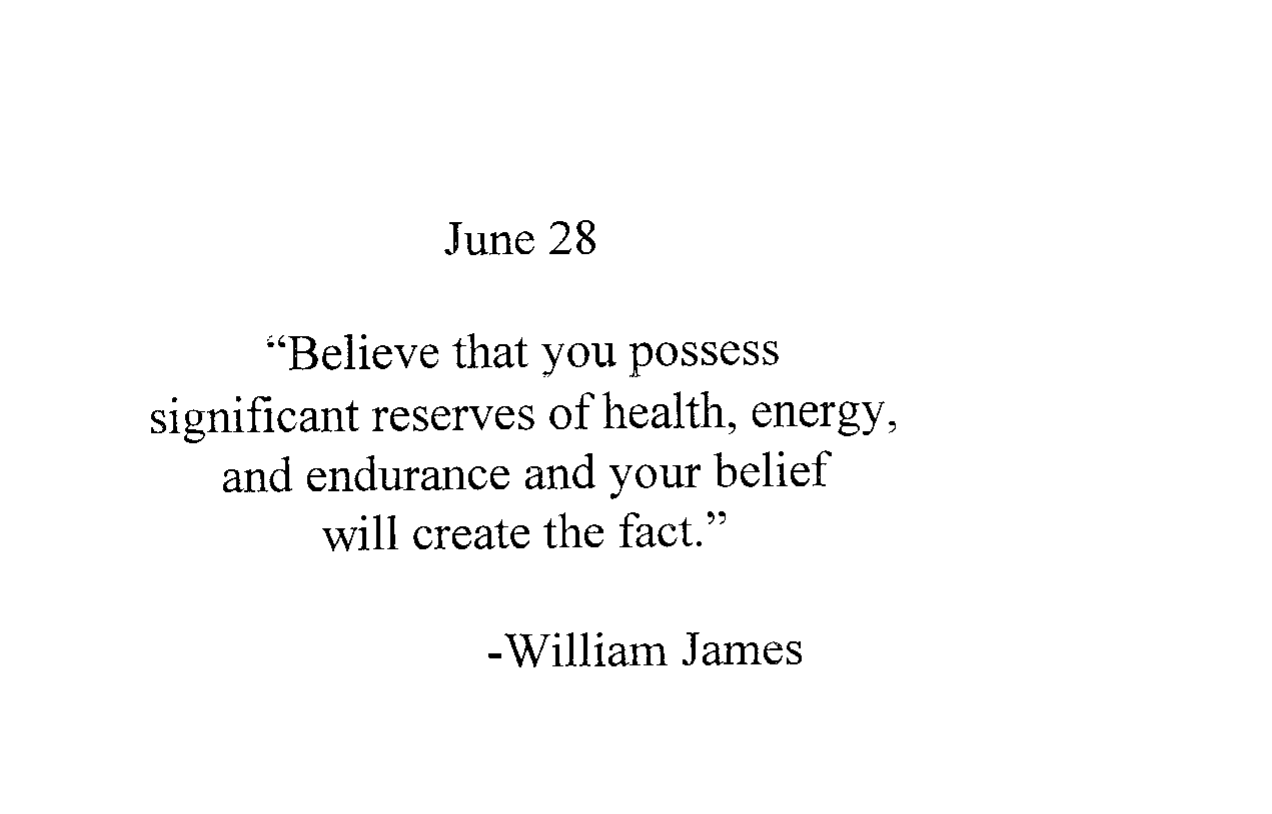 June 28
“Believe that you possess
significant reserves of health, energy,
and endurance and your belief
will create the fact.”
-William James